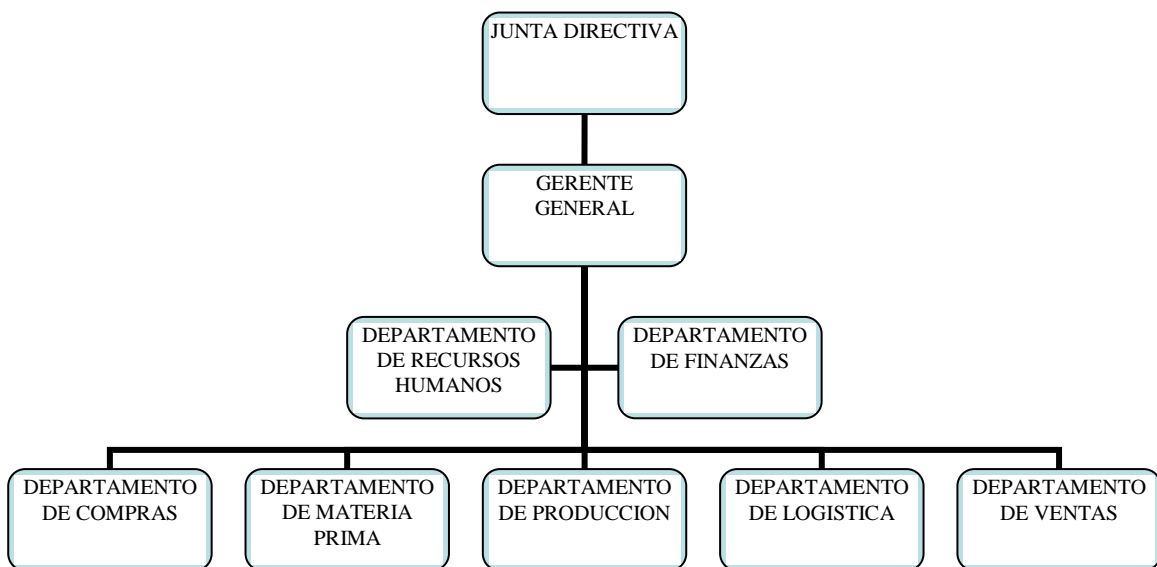 JUNTA DIRECTIVA
GERENTE
GENERAL
DEPARTAMENTO
DE RECURSOS
HUMANOS
DEPARTAMENTO
DE FINANZAS
DEPARTAMENTO
DE COMPRAS
DEPARTAMENTO
DE MATERIA
PRIMA
DEPARTAMENTO
DE PRODUCCION
DEPARTAMENTO
DE LOGISTICA
DEPARTAMENTO
DE VENTAS